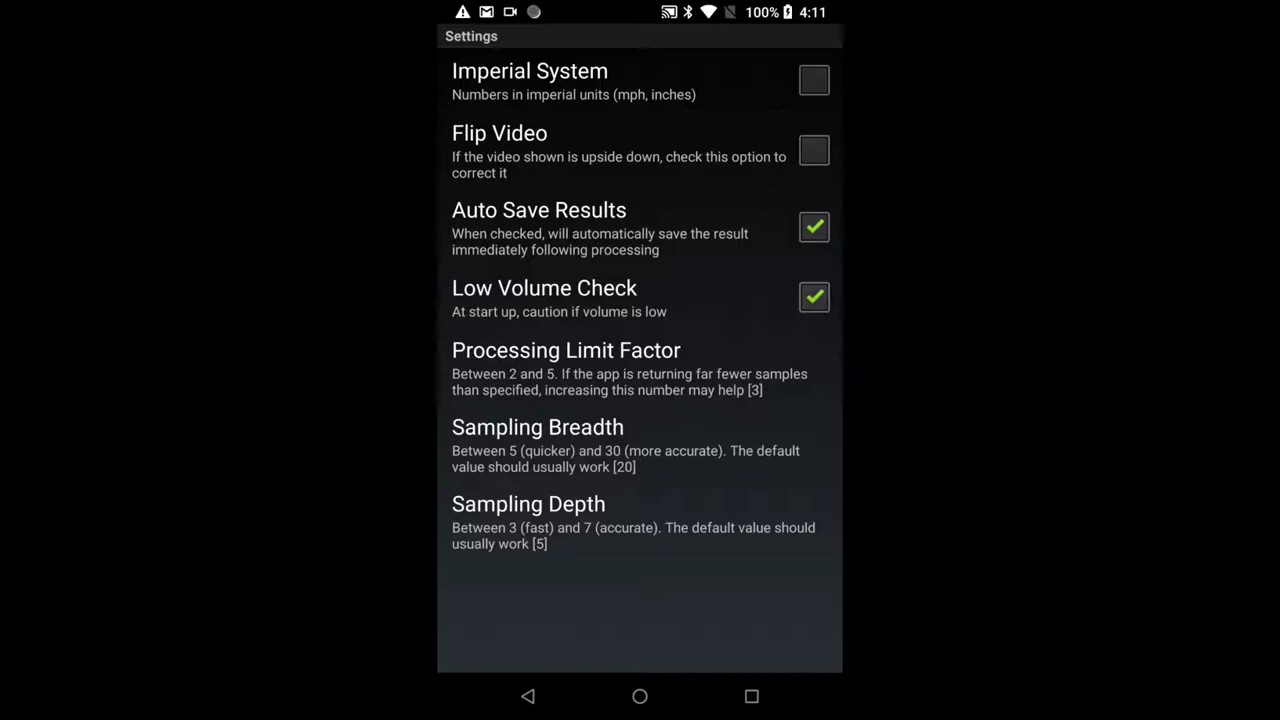 100% 4:11
Settings
Imperial System
Numbers in imperial units (mph, inches)
Flip Video
If the video shown is upside down, check this option to
correct it
Auto Save Results
When checked, will automatically save the result
immediately following processing
Low Volume Check
At start up, caution if volume is low
Processing Limit Factor
Between 2 and 5. If the app is returning far fewer samples
than specified, increasing this number may help [3]
Sampling Breadth
Between 5 (quicker) and 30 (more accurate). The default
value should usually work [20]
Sampling Depth
Between 3 (fast) and 7 (accurate). The default value should
usually work [5]